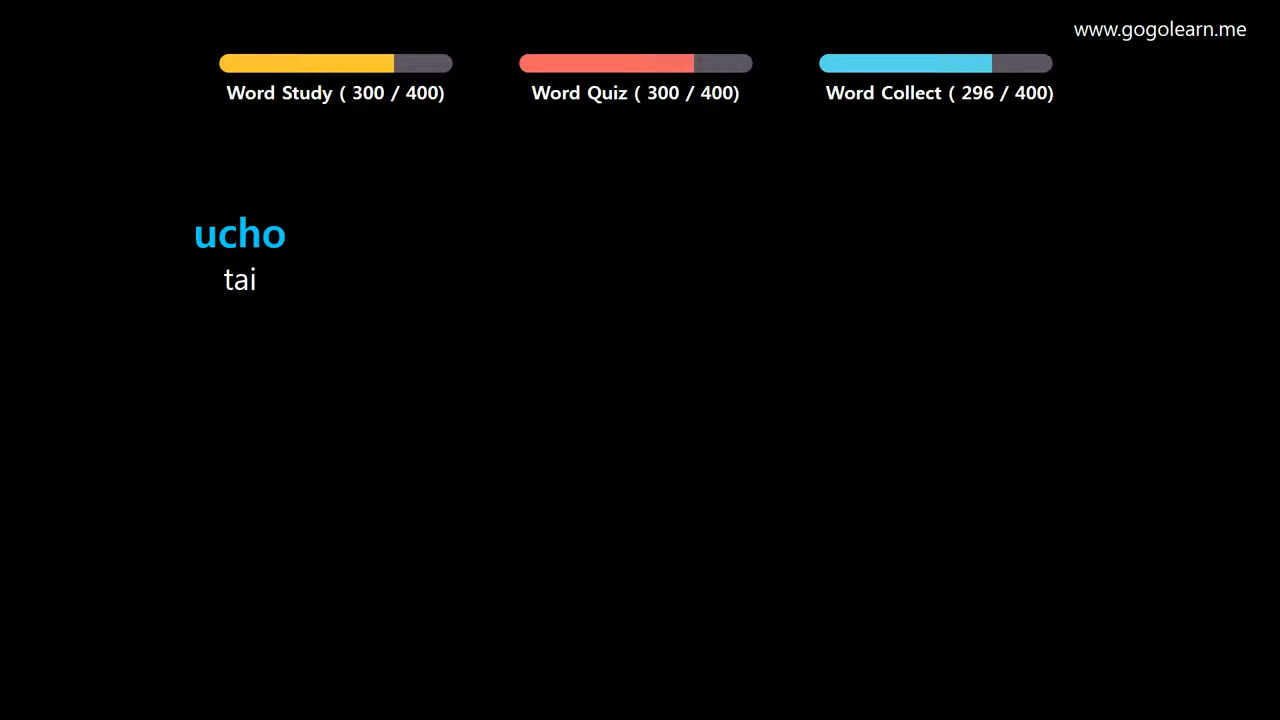 www.gogolearn.me
Word Study ( 300 / 400)
Word Quiz ( 300 / 400)
Word Collect ( 296 / 400)
ucho
tai